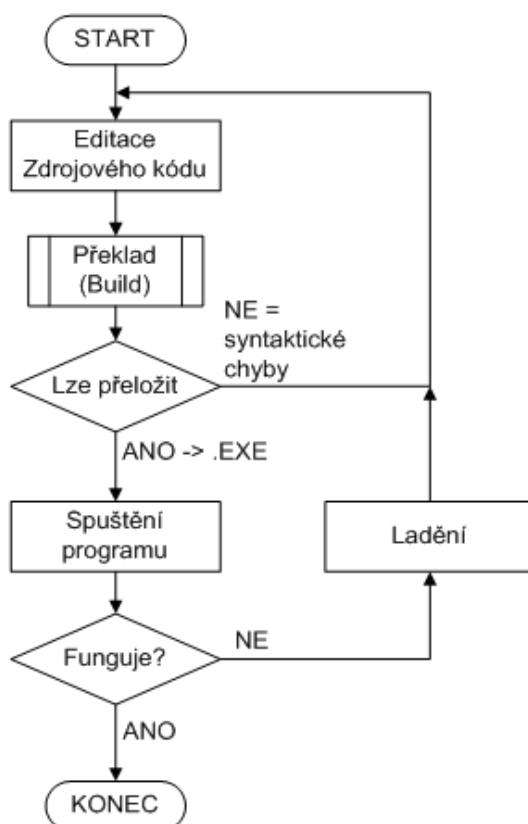 START
Editace
Zdrojového kódu
Překlad
(Build)
NE =
syntaktické
chyby
Lze přeložit
ANO -> .EXE
Spuštění
programu
Ladění
Funguje?
NE
ANO
KONEC